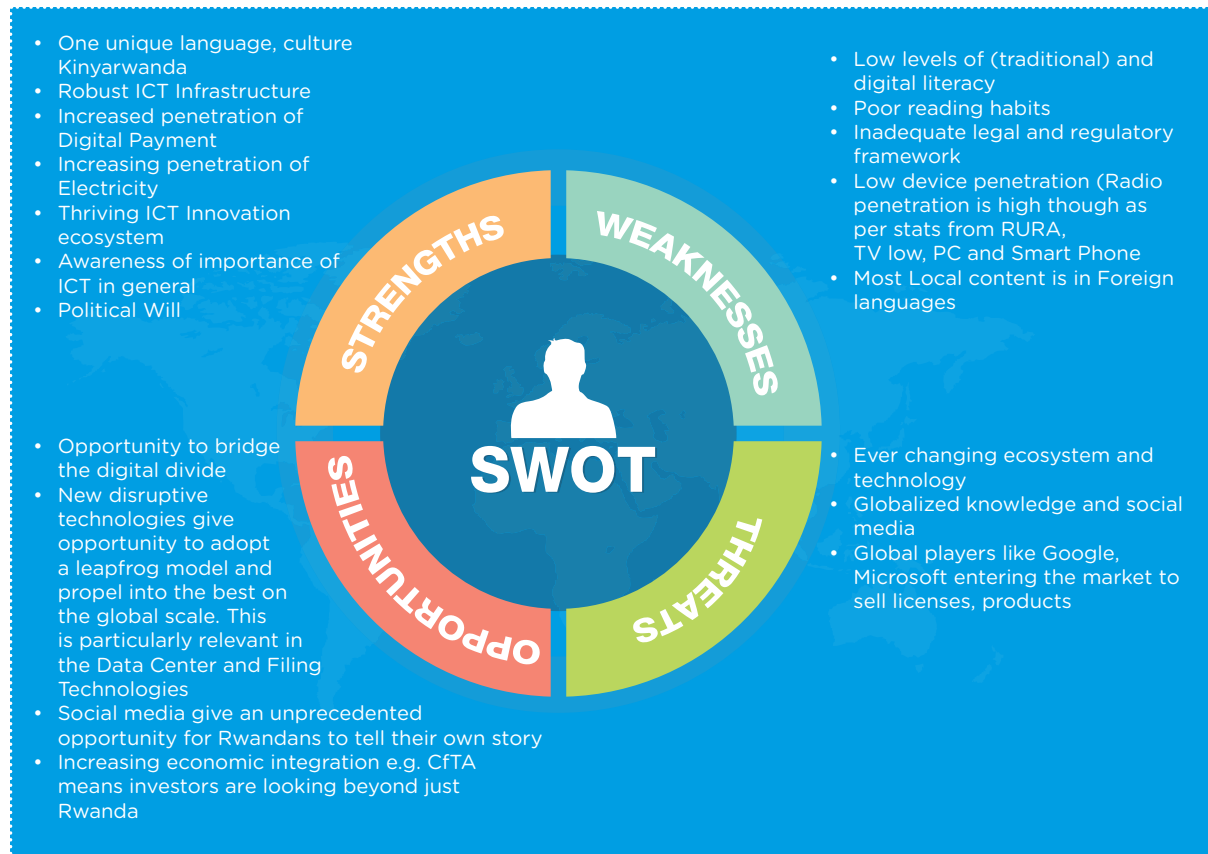 • One unique language, culture
Kinyarwanda
• Robust ICT Infrastructure
• Increased penetration of
Digital Payment
• Increasing penetration of
Electricity
• Thriving ICT Innovation
ecosystem
• Awareness of importance of
ICT in general
• Political Will
STRENGTHS
WEAKNESSES
• Low levels of (traditional) and
digital literacy
• Poor reading habits
• Inadequate legal and regulatory
framework
• Low device penetration (Radio
penetration is high though as
per stats from RURA,
TV low, PC and Smart Phone
• Most Local content is in Foreign
languages
SWOT
• Opportunity to bridge
the digital divide
• New disruptive
technologies give
opportunity to adopt
a leapfrog model and
propel into the best on
the global scale. This
is particularly relevant in
the Data Center and Filing
Technologies
• Social media give an unprecedented
opportunity for Rwandans to tell their own story
• Increasing economic integration e.g. CfTA
means investors are looking beyond just
Rwanda
OPPORTUNITIES
THREATS
• Ever changing ecosystem and
technology
• Globalized knowledge and social
media
• Global players like Google,
Microsoft entering the market to
sell licenses, products